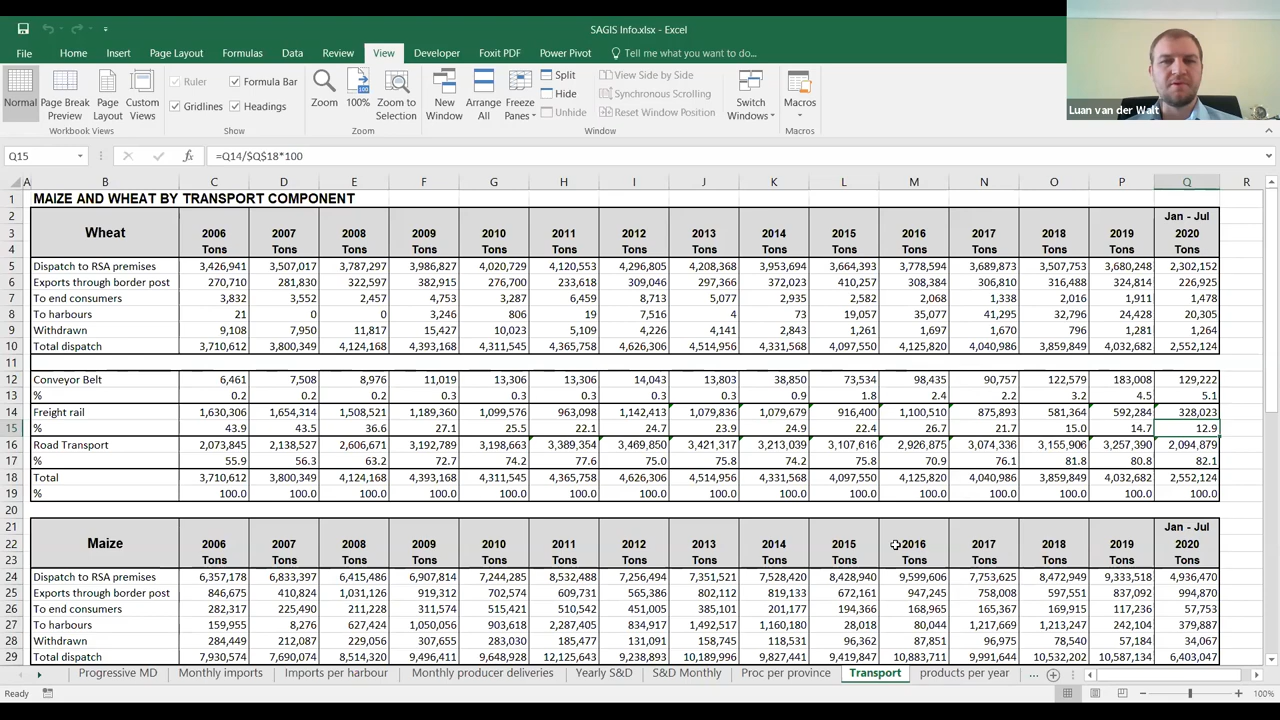 SAGIS Info.xlsx - Excel
File Home Insert Page Layout Formulas Data Review View Developer Foxit PDF Power Pivot Tell me what you want to do...
Normal Page Break Preview Page Layout Custom Views Ruler Formula Bar Gridlines Headings Zoom 100% Zoom to Selection New Window Arrange All Freeze Panes Split Hide Unhide View Side by Side Synchronous Scrolling Reset Window Position Switch Windows Macros
Workbook Views Show Zoom Window Macros
Luan van der Walt
Q15 fx =Q14/$Q$18*100
A B C D E F G H I J K L M N O P Q R
1 MAIZE AND WHEAT BY TRANSPORT COMPONENT
2 Jan - Jul
3 Wheat 2006 2007 2008 2009 2010 2011 2012 2013 2014 2015 2016 2017 2018 2019 2020
4 Tons Tons Tons Tons Tons Tons Tons Tons Tons Tons Tons Tons Tons Tons Tons
5 Dispatch to RSA premises 3,426,941 3,507,017 3,787,297 3,986,827 4,020,729 4,120,553 4,296,805 4,208,368 3,953,694 3,664,393 3,778,594 3,689,873 3,507,753 3,680,248 2,302,152
6 Exports through border post 270,710 281,830 322,597 382,915 276,700 233,618 309,046 297,366 372,835 410,257 308,384 306,810 316,488 324,814 226,925
7 To end consumers 3,832 3,552 2,457 4,753 3,287 6,459 8,713 5,077 2,935 2,582 2,068 1,338 2,016 1,911 1,478
8 To harbours 21 0 0 3,246 806 19 7,516 4 73 19,057 35,077 41,295 32,796 24,428 20,305
9 Withdrawn 9,108 7,950 11,817 15,427 10,023 5,109 4,226 4,141 2,843 1,261 1,697 1,670 796 1,281 1,264
10 Total dispatch 3,710,612 3,800,349 4,124,168 4,393,168 4,311,545 4,365,758 4,626,306 4,514,956 4,331,568 4,097,550 4,125,820 4,040,986 3,859,849 4,032,682 2,552,124
11
12 Conveyor Belt 6,461 7,508 8,976 11,019 13,306 13,306 14,043 13,803 38,850 73,534 98,435 90,757 122,579 183,008 129,222
13 % 0.2 0.2 0.2 0.3 0.3 0.3 0.3 0.3 0.9 1.8 2.4 2.2 3.2 4.5 5.1
14 Freight rail 1,630,306 1,654,314 1,508,521 1,189,360 1,099,576 963,098 1,142,413 1,079,836 1,079,679 916,400 1,100,510 875,893 581,364 592,284 328,023
15 % 43.9 43.5 36.6 27.1 25.5 22.1 24.7 23.9 24.9 22.4 26.7 21.7 15.0 14.7 12.9
16 Road Transport 2,073,845 2,138,527 2,606,671 3,192,789 3,198,663 3,389,354 3,469,850 3,421,317 3,213,039 3,107,616 2,926,875 3,074,336 3,155,906 3,257,390 2,094,879
17 % 55.9 56.3 63.2 72.7 74.2 77.6 75.0 75.8 74.2 75.8 70.9 76.1 81.8 80.8 82.1
18 Total 3,710,612 3,800,349 4,124,168 4,393,168 4,311,545 4,365,758 4,626,306 4,514,956 4,331,568 4,097,550 4,125,820 4,040,986 3,859,849 4,032,682 2,552,124
19 % 100.0 100.0 100.0 100.0 100.0 100.0 100.0 100.0 100.0 100.0 100.0 100.0 100.0 100.0 100.0
20
21 Jan - Jul
22 Maize 2006 2007 2008 2009 2010 2011 2012 2013 2014 2015 2016 2017 2018 2019 2020
23 Tons Tons Tons Tons Tons Tons Tons Tons Tons Tons Tons Tons Tons Tons Tons
24 Dispatch to RSA premises 6,357,178 6,833,397 6,415,486 6,907,814 7,244,285 8,532,488 7,256,494 7,351,521 7,528,420 8,428,940 9,599,606 7,753,625 8,472,949 9,333,518 4,936,470
25 Exports through border post 846,675 410,824 1,031,126 919,312 702,574 609,731 565,386 802,112 819,133 672,161 947,245 758,008 597,551 837,092 994,870
26 To end consumers 282,317 225,490 211,228 311,574 515,421 510,542 451,005 385,101 201,177 194,366 168,965 165,367 169,915 117,236 57,753
27 To harbours 159,955 8,276 627,424 1,050,056 903,618 2,287,405 834,917 1,492,517 1,160,180 28,018 80,044 1,217,669 1,213,247 242,104 379,887
28 Withdrawn 284,449 212,087 229,056 307,655 283,030 185,477 131,091 158,745 118,531 96,362 87,851 96,975 78,540 57,184 34,067
29 Total dispatch 7,930,574 7,690,074 8,514,320 9,496,411 9,648,928 12,125,643 9,238,893 10,189,996 9,827,441 9,419,847 10,883,711 9,991,644 10,532,202 10,587,134 6,403,047
Progressive MD Monthly imports Imports per harbour Monthly producer deliveries Yearly S&D S&D Monthly Proc per province Transport products per year ...
Ready 100%